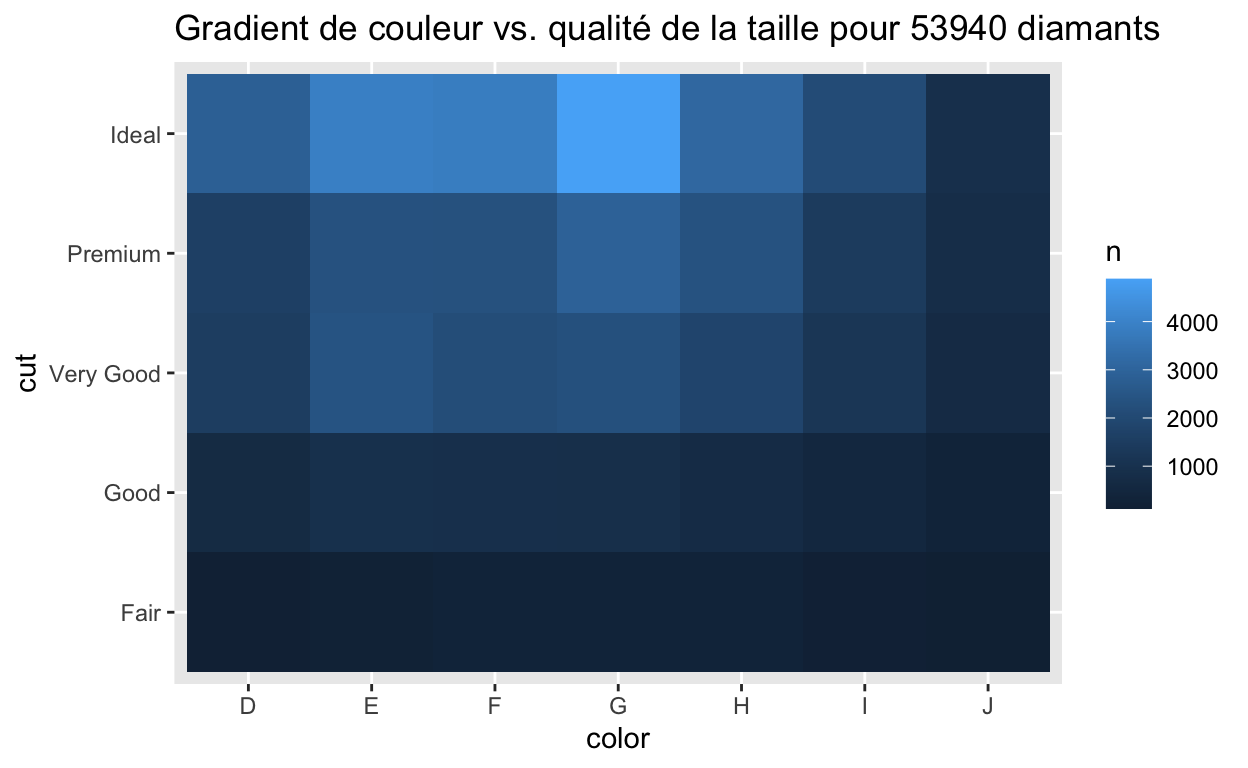 Gradient de couleur vs. qualité de la taille pour 53940 diamants
Ideal
Premium
Very Good
Good
Fair
cut
D E F G H I J
color
n
4000
3000
2000
1000